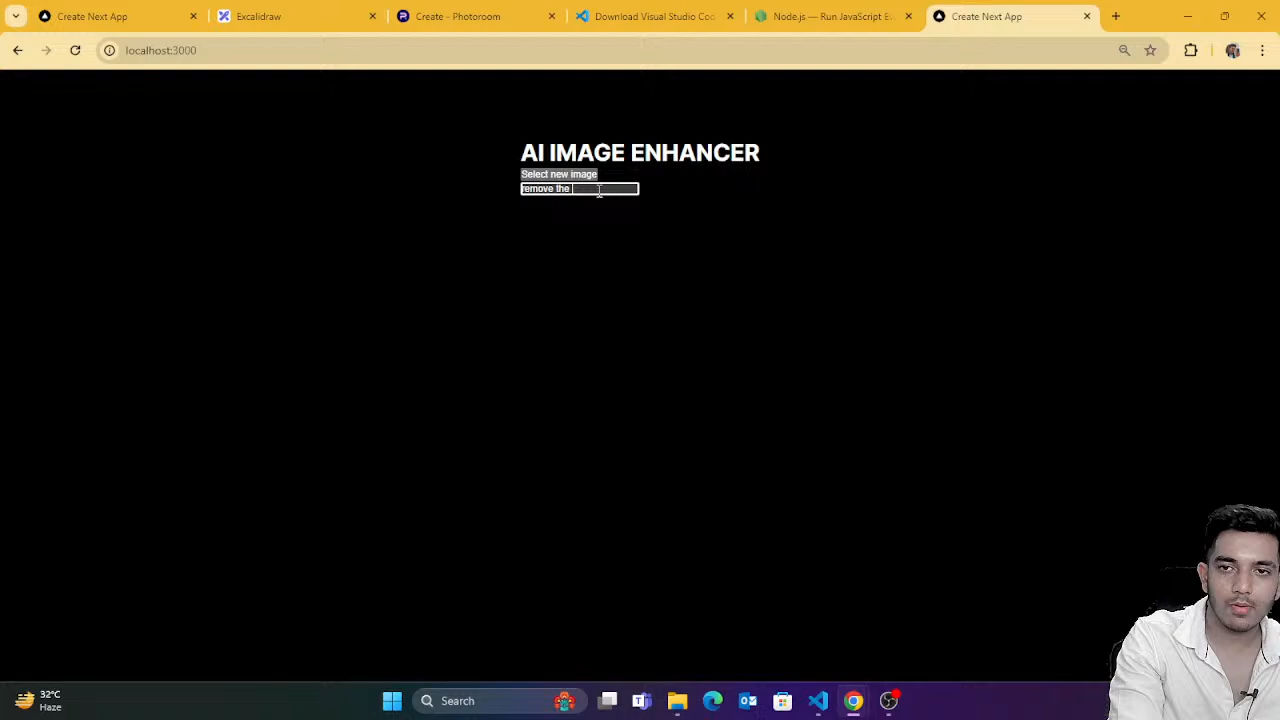 Create Next App
Excalidraw
Create - Photoroom
Download Visual Studio Cod
Node.js — Run JavaScript E
Create Next App
localhost:3000
AI IMAGE ENHANCER
Select new image
remove the
32°C
Haze
Search